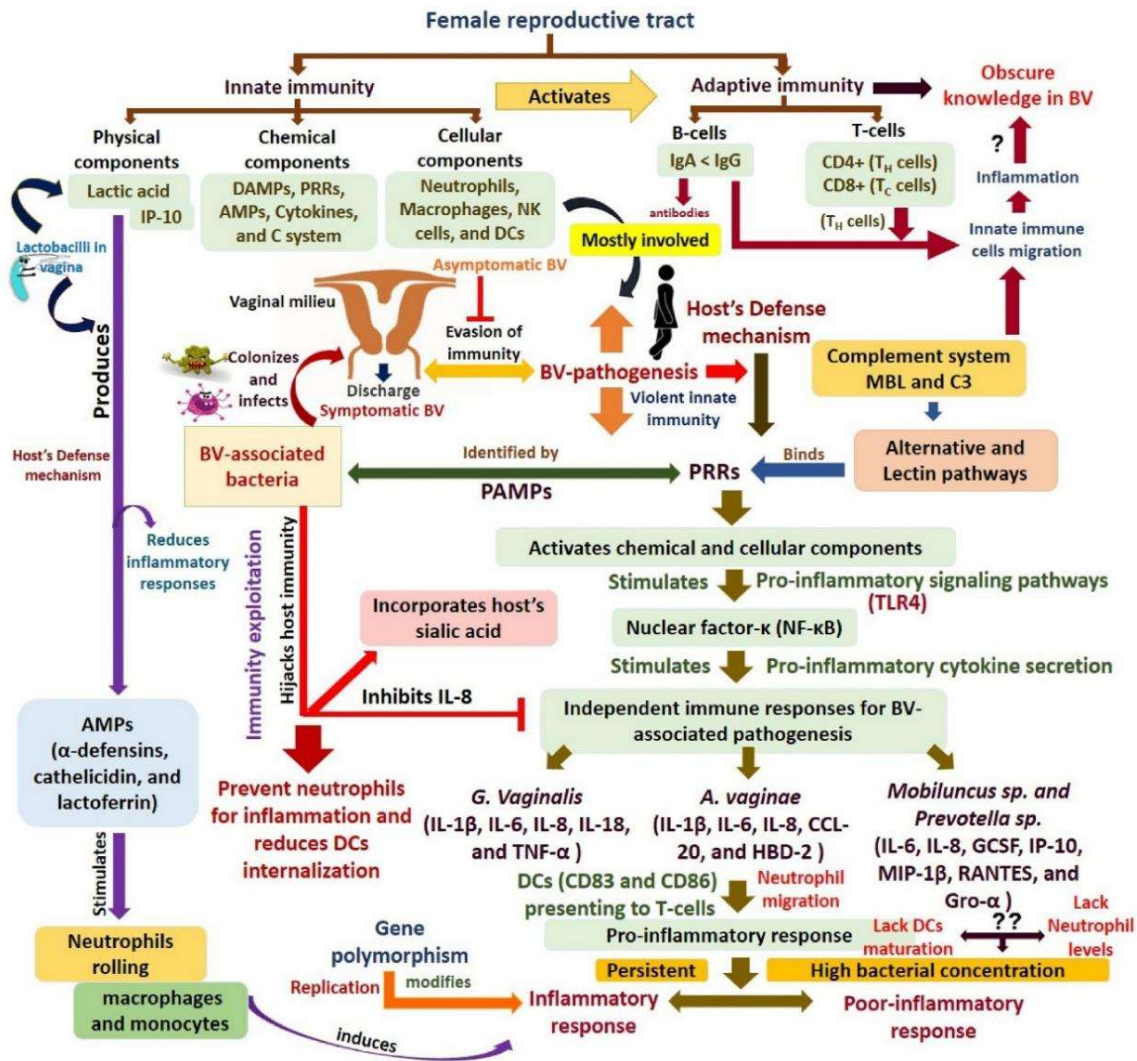 Female reproductive tract
Innate immunity
Activates
Adaptive immunity
Obscure
knowledge in BV
Physical
components
Chemical
components
Cellular
components
B-cells
T-cells
Lactic acid
IP-10
DAMPs, PRRs,
AMPs, Cytokines,
and C system
Neutrophils,
Macrophages, NK
cells, and DCs
IgA < IgG
CD4+ (TH cells)
CD8+ (TC cells)
?
Inflammation
antibodies
(TH cells)
Innate immune
cells migration
Mostly involved
Lactobacilli in
vagina
Asymptomatic BV
Vaginal milieu
Evasion of
immunity
Host's Defense
mechanism
Produces
Colonizes
and
infects
Discharge
Symptomatic BV
BV-pathogenesis
Violent innate
immunity
Complement system
MBL and C3
Host's Defense
mechanism
BV-associated
bacteria
Identified by
PAMPs
PRRs
Binds
Alternative and
Lectin pathways
Reduces
inflammatory
responses
Immunity exploitation
Hijacks host immunity
Activates chemical and cellular components
Stimulates
Pro-inflammatory signaling pathways
(TLR4)
Incorporates host's
sialic acid
Nuclear factor-κ (NF-κB)
Stimulates
Pro-inflammatory cytokine secretion
Inhibits IL-8
Independent immune responses for BV-
associated pathogenesis
AMPs
(α-defensins,
cathelicidin, and
lactoferrin)
Prevent neutrophils
for inflammation and
reduces DCs
internalization
G. Vaginalis
(IL-1β, IL-6, IL-8, IL-18,
and TNF-α )
A. vaginae
(IL-1β, IL-6, IL-8, CCL-
20, and HBD-2 )
Mobiluncus sp. and
Prevotella sp.
(IL-6, IL-8, GCSF, IP-10,
MIP-1β, RANTES, and
Gro-α )
Stimulates
DCs (CD83 and CD86)
presenting to T-cells
Neutrophil
migration
Neutrophils
rolling
macrophages
and monocytes
Gene
polymorphism
Pro-inflammatory response
Lack DCs
maturation
??
Lack
Neutrophil
levels
Replication
modifies
Persistent
High bacterial concentration
induces
Inflammatory
response
Poor-inflammatory
response